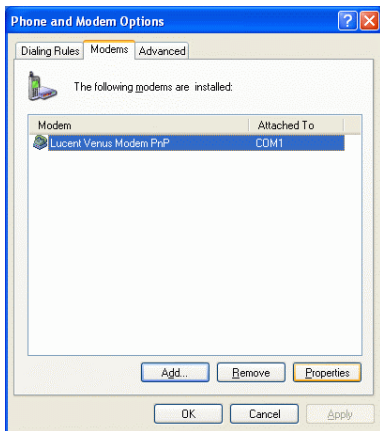 Phone and Modem Options
Dialing Rules Modems Advanced
The following modems are installed:
Modem Attached To
Lucent Venus Modem PnP COM1
Add... Remove Properties
OK Cancel Apply